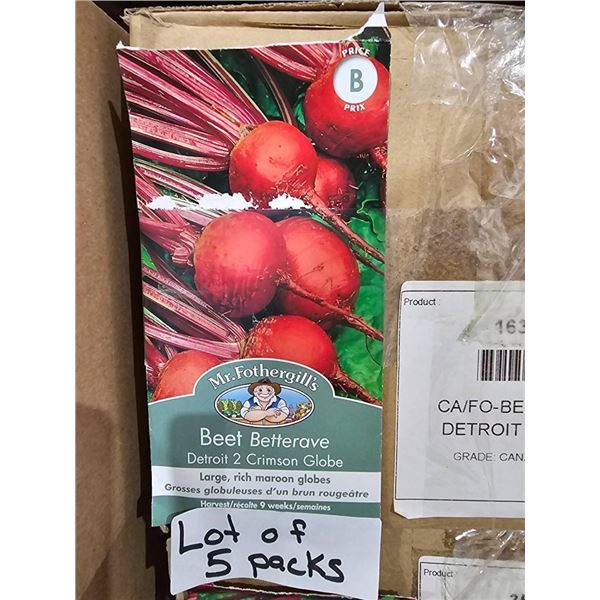 PRICE
B
PRIX
Mr.Fothergill's
Beet Betterave
Detroit 2 Crimson Globe
Large, rich maroon globes
Grosses globuleuses d'un brun rougeâtre
Harvest/récolte 9 weeks/semaines
Lot of
5 packs
Product :
163
CA/FO-BE
DETROIT
GRADE: CAN
Product